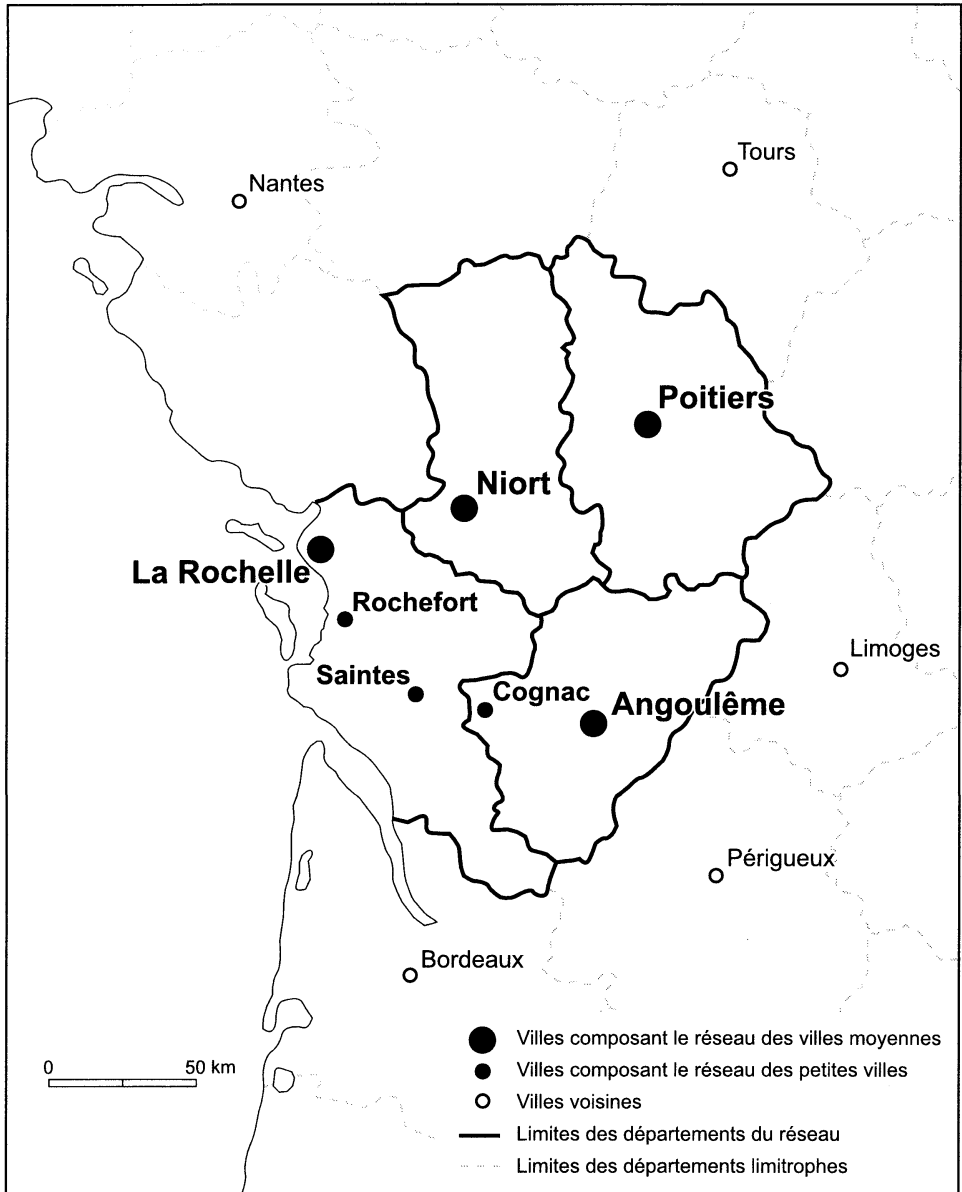 Tours
Nantes
Poitiers
Niort
La Rochelle
Rochefort
Limoges
Saintes
Cognac
Angoulême
Périgueux
Bordeaux
Villes composant le réseau des villes moyennes
0 50 km
Villes composant le réseau des petites villes
Villes voisines
Limites des départements du réseau
Limites des départements limitrophes